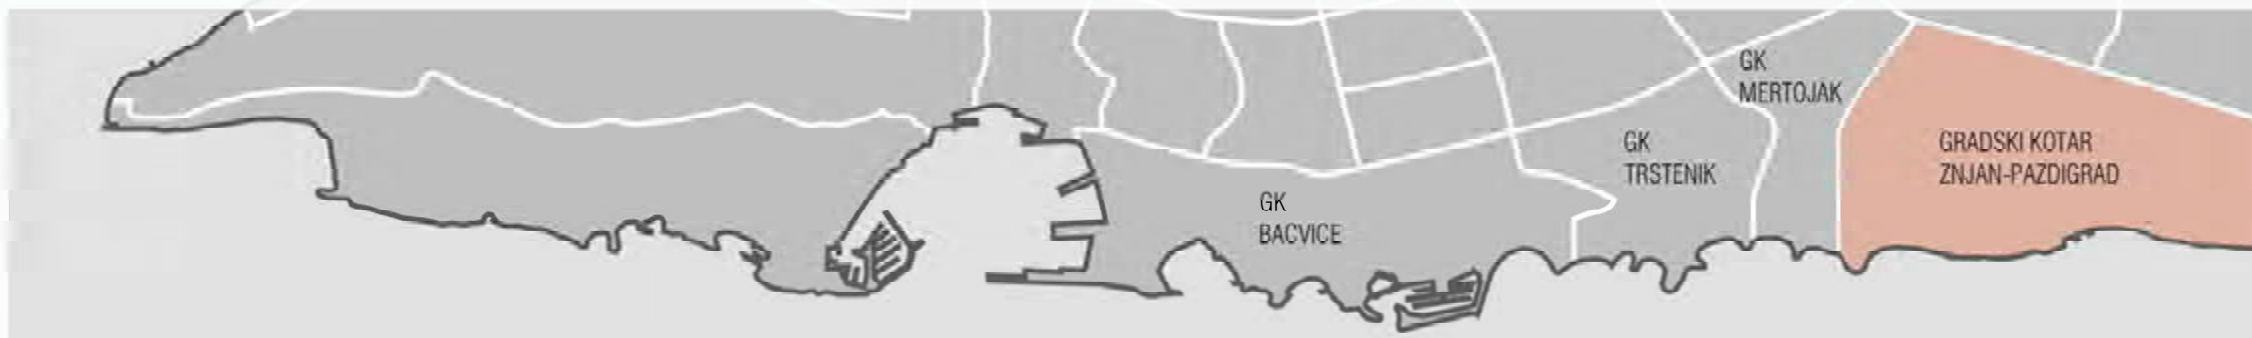 GK
MERTOJAK
GK
TRSTENIK
GRADSKI KOTAR
ZNJAN-PAZDIGRAD
GK
BACVICE